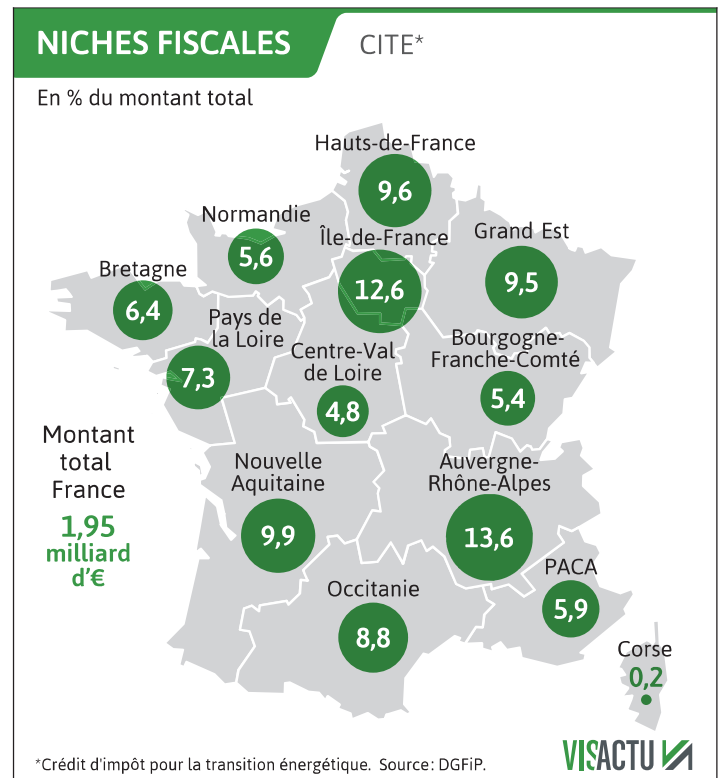 NICHES FISCALES
CITE*
En % du montant total
Hauts-de-France
9,6
Normandie
5,6
Île-de-France
12,6
Grand Est
9,5
Bretagne
6,4
Pays de
la Loire
7,3
Centre-Val
de Loire
4,8
Bourgogne-
Franche-Comté
5,4
Montant
total
France
1,95
milliard
d'€
Nouvelle
Aquitaine
9,9
Auvergne-
Rhône-Alpes
13,6
Occitanie
8,8
PACA
5,9
Corse
0,2
*Crédit d'impôt pour la transition énergétique. Source: DGFiP.
VISACTU